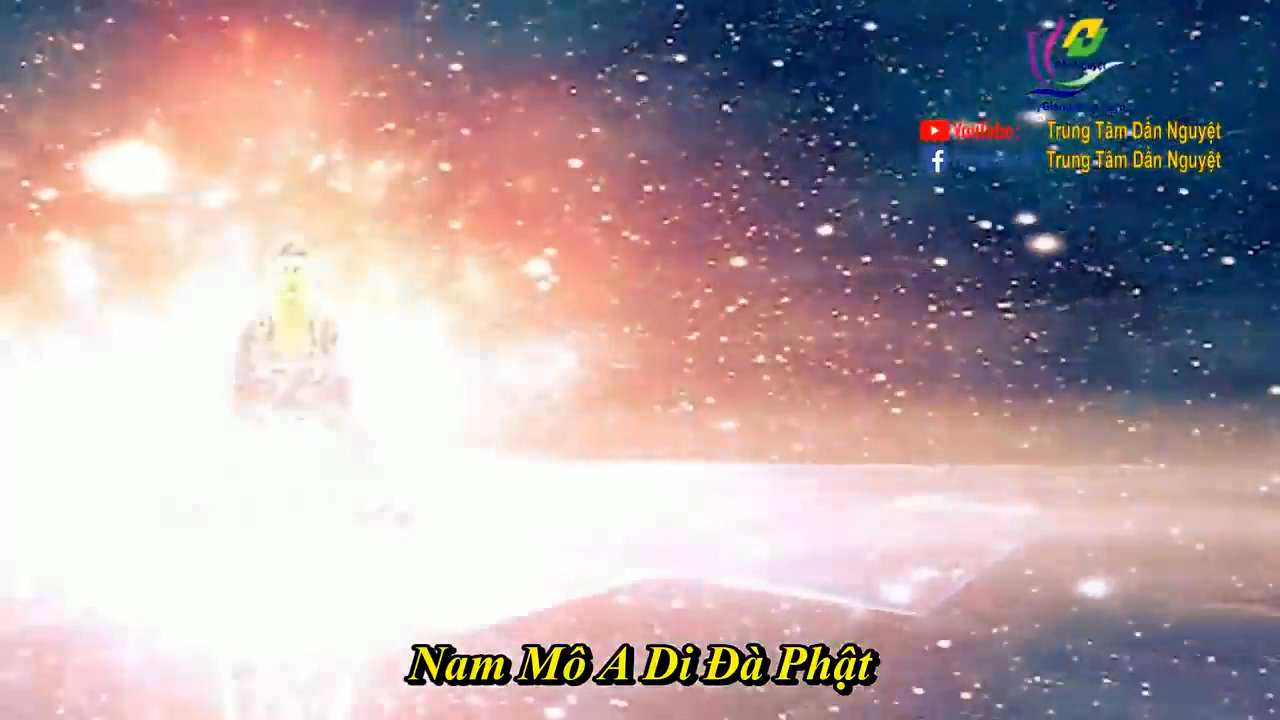 YouTube: Trung Tâm Dẫn Nguyệt
Trung Tâm Dẫn Nguyệt
Nam Mô A Di Đà Phật